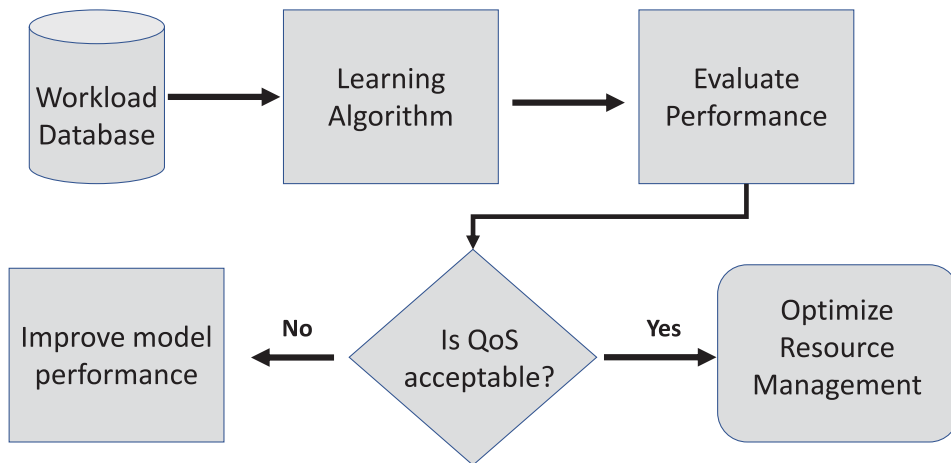 Workload
Database
Learning
Algorithm
Evaluate
Performance
Improve model
performance
No
Is QoS
acceptable?
Yes
Optimize
Resource
Management